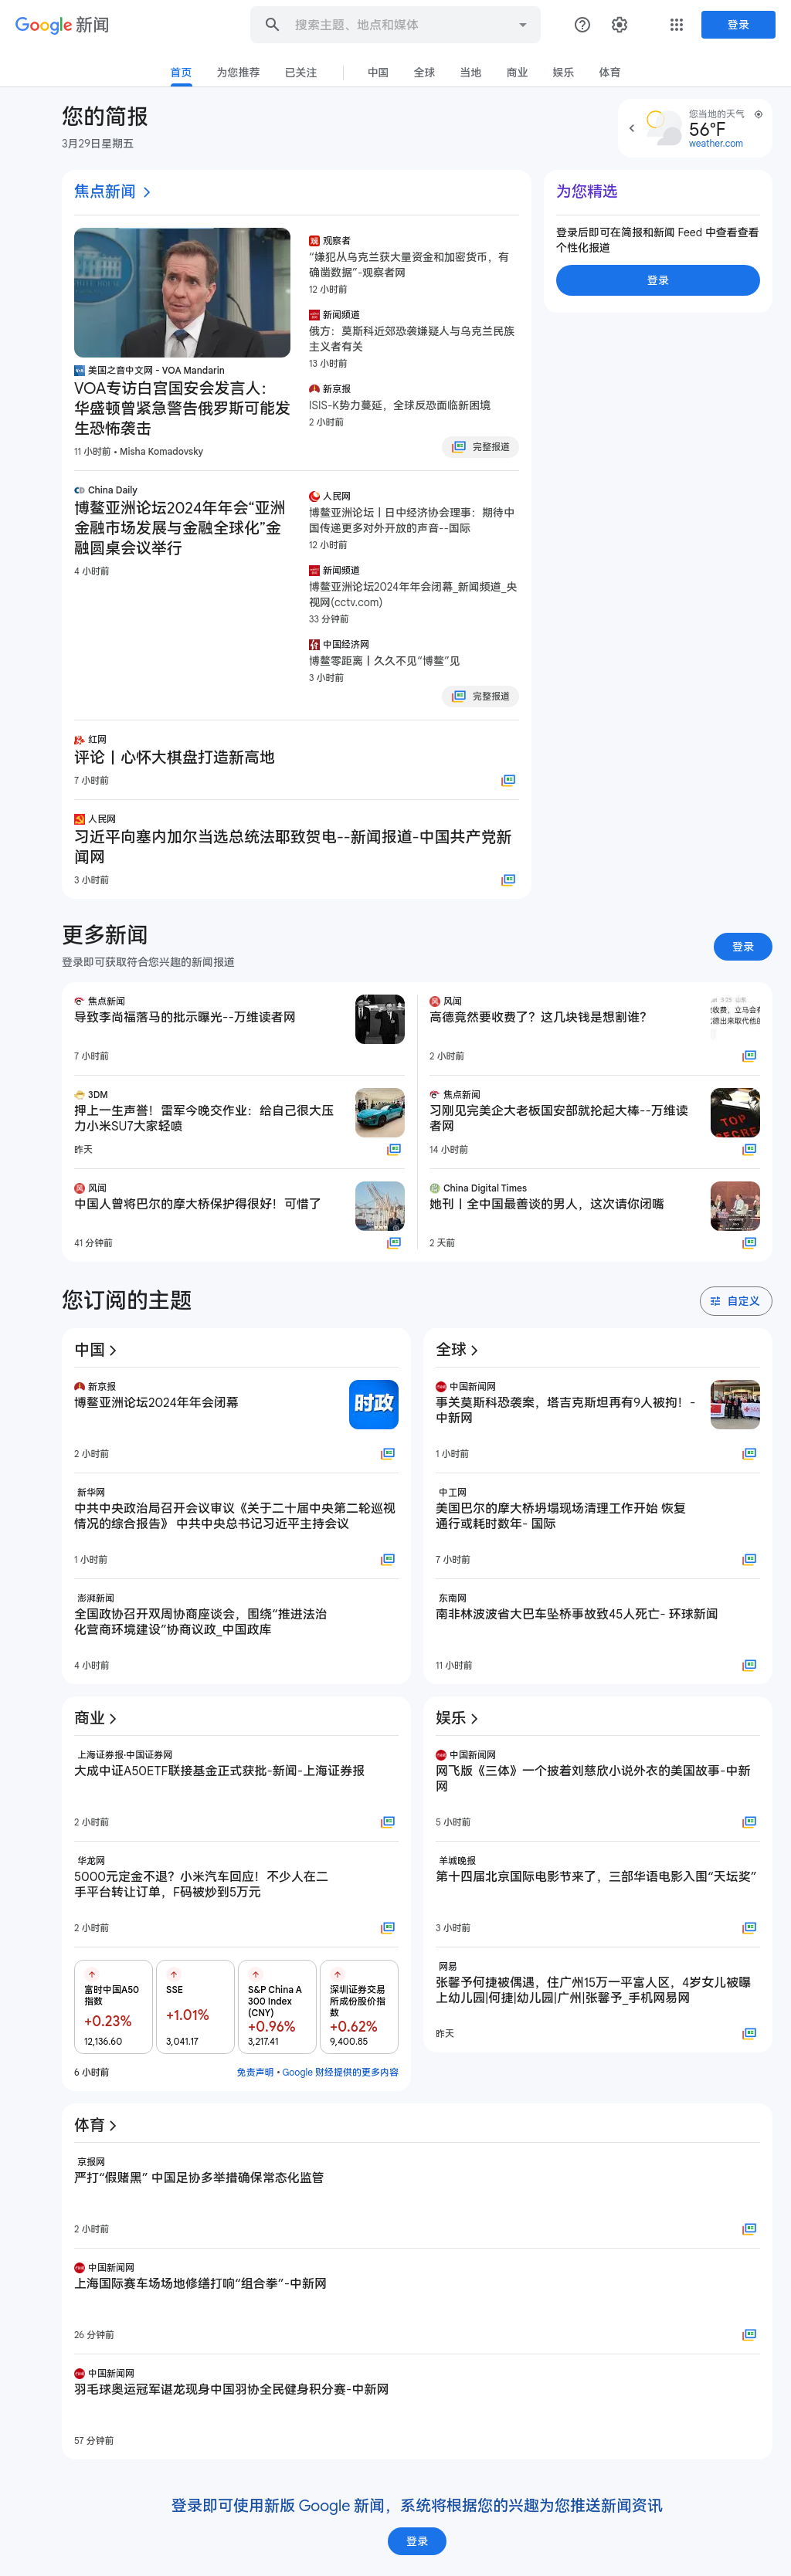 Google 新闻
搜索主题、地点和媒体
登录
首页
为您推荐
已关注
中国
全球
当地
商业
娱乐
体育
您的简报
3月29日星期五
您当地的天气
56°F
weather.com
焦点新闻
美国之音中文网 - VOA Mandarin
VOA专访白宫国安会发言人：
华盛顿曾紧急警告俄罗斯可能发
生恐怖袭击
11 小时前 • Misha Komadovsky
观察者
“嫌犯从乌克兰获大量资金和加密货币，有
确凿数据”-观察者网
12 小时前
新闻频道
俄方：莫斯科近郊恐袭嫌疑人与乌克兰民族
主义者有关
13 小时前
新京报
ISIS-K势力蔓延，全球反恐面临新困境
2 小时前
完整报道
China Daily
博鳌亚洲论坛2024年年会“亚洲
金融市场发展与金融全球化”金
融圆桌会议举行
4 小时前
人民网
博鳌亚洲论坛丨日中经济协会理事：期待中
国传递更多对外开放的声音--国际
12 小时前
新闻频道
博鳌亚洲论坛2024年年会闭幕_新闻频道_央
视网(cctv.com)
33 分钟前
中国经济网
博鳌零距离丨久久不见“博鳌”见
3 小时前
完整报道
红网
评论丨心怀大棋盘打造新高地
7 小时前
人民网
习近平向塞内加尔当选总统法耶致贺电--新闻报道-中国共产党新
闻网
3 小时前
为您精选
登录后即可在简报和新闻 Feed 中查看查看
个性化报道
登录
更多新闻
登录即可获取符合您兴趣的新闻报道
登录
焦点新闻
导致李尚福落马的批示曝光--万维读者网
7 小时前
风闻
高德竟然要收费了？这几块钱是想割谁？
2 小时前
3DM
押上一生声誉！雷军今晚交作业：给自己很大压
力小米SU7大家轻喷
昨天
焦点新闻
习刚见完美企大老板国安部就抡起大棒--万维读
者网
TOP
14 小时前
风闻
中国人曾将巴尔的摩大桥保护得很好！可惜了
41 分钟前
China Digital Times
她刊丨全中国最善谈的男人，这次请你闭嘴
2 天前
您订阅的主题
自定义
中国
新京报
博鳌亚洲论坛2024年年会闭幕
时政
2 小时前
新华网
中共中央政治局召开会议审议《关于二十届中央第二轮巡视
情况的综合报告》 中共中央总书记习近平主持会议
1 小时前
澎湃新闻
全国政协召开双周协商座谈会，围绕“推进法治
化营商环境建设”协商议政_中国政库
4 小时前
全球
中国新闻网
事关莫斯科恐袭案，塔吉克斯坦再有9人被拘！-
中新网
1 小时前
中工网
美国巴尔的摩大桥坍塌现场清理工作开始 恢复
通行或耗时数年- 国际
7 小时前
东南网
南非林波波省大巴车坠桥事故致45人死亡- 环球新闻
11 小时前
商业
上海证券报·中国证券网
大成中证A50ETF联接基金正式获批-新闻-上海证券报
2 小时前
华龙网
5000元定金不退？小米汽车回应！不少人在二
手平台转让订单，F码被炒到5万元
2 小时前
富时中国A50
指数
+0.23%
12,136.60
SSE
+1.01%
3,041.17
S&P China A
300 Index
(CNY)
+0.96%
3,217.41
深圳证券交易
所成份股价指
数
+0.62%
9,400.85
6 小时前
免责声明 • Google 财经提供的更多内容
娱乐
中国新闻网
网飞版《三体》一个披着刘慈欣小说外衣的美国故事-中新
网
5 小时前
羊城晚报
第十四届北京国际电影节来了，三部华语电影入围“天坛奖”
3 小时前
网易
张馨予何捷被偶遇，住广州15万一平富人区，4岁女儿被曝
上幼儿园|何捷|幼儿园|广州|张馨予_手机网易网
昨天
体育
京报网
严打“假赌黑” 中国足协多举措确保常态化监管
2 小时前
中国新闻网
上海国际赛车场场地修缮打响“组合拳”-中新网
26 分钟前
中国新闻网
羽毛球奥运冠军谌龙现身中国羽协全民健身积分赛-中新网
57 分钟前
登录即可使用新版 Google 新闻，系统将根据您的兴趣为您推送新闻资讯
登录